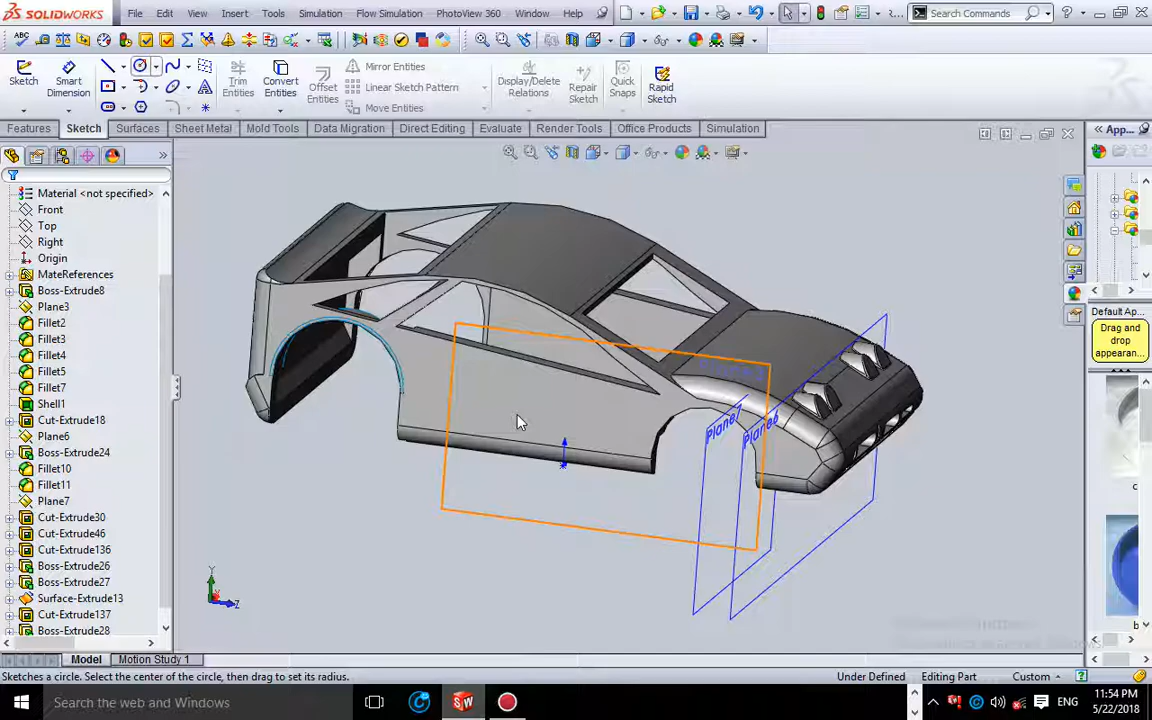 SOLIDWORKS File Edit View Insert Tools Simulation Flow Simulation PhotoView 360 Window Help Search Commands
Sketch Smart Dimension Trim Entities Convert Entities Offset Entities Mirror Entities Linear Sketch Pattern Move Entities Display/Delete Relations Repair Sketch Quick Snaps Rapid Sketch
Features Sketch Surfaces Sheet Metal Mold Tools Data Migration Direct Editing Evaluate Render Tools Office Products Simulation
App...
Material <not specified>
Front
Top
Right
Origin
MateReferences
Boss-Extrude8
Plane3
Fillet2
Fillet3
Fillet4
Fillet5
Fillet7
Shell1
Cut-Extrude18
Plane6
Boss-Extrude24
Fillet10
Fillet11
Plane7
Cut-Extrude30
Cut-Extrude46
Cut-Extrude136
Boss-Extrude26
Boss-Extrude27
Surface-Extrude13
Cut-Extrude137
Boss-Extrude28
Plane7
Plane6
Y
Z
Default Ap...
Drag and drop appearan...
c
b
Model Motion Study 1
Sketches a circle. Select the center of the circle, then drag to set its radius. Under Defined Editing Part Custom
Search the web and Windows
ENG
11:54 PM
5/22/2018